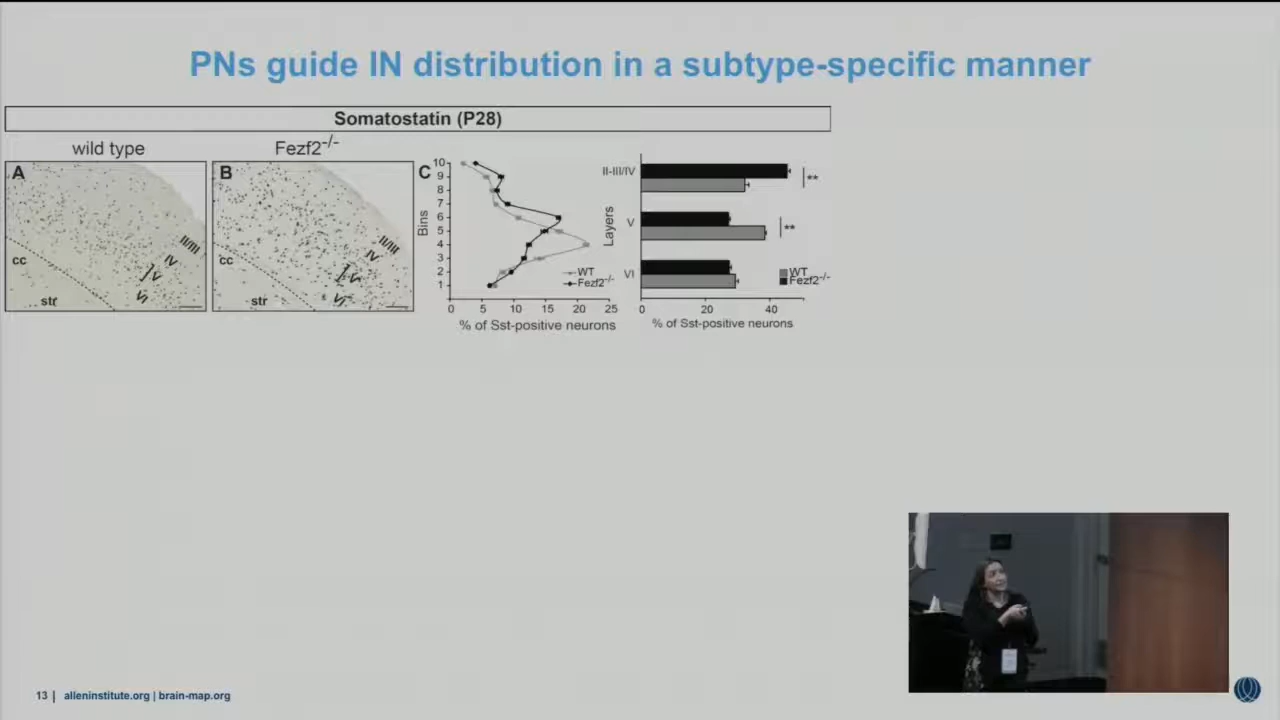 PNs guide IN distribution in a subtype-specific manner
Somatostatin (P28)
wild type
Fezf2-/-
A
cc
str
II/III
IV
V
VI
B
cc
str
II/III
IV
V
VI
C
Bins
10
9
8
7
6
5
4
3
2
1
WT
Fezf2-/-
0 5 10 15 20 25
% of Sst-positive neurons
Layers
II-III/IV
V
VI
**
**
WT
Fezf2-/-
0 20 40
% of Sst-positive neurons
13 | alleninstitute.org | brain-map.org